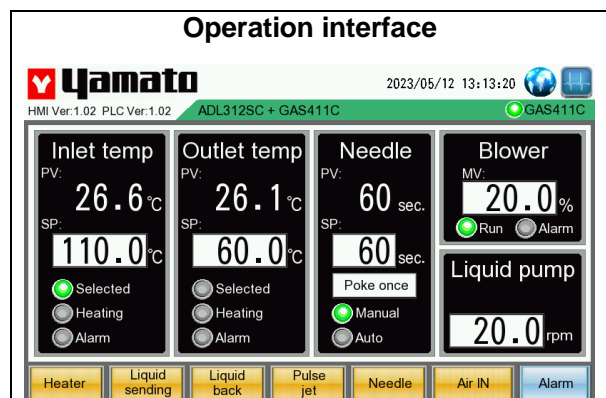 Operation interface
Yamato
2023/05/12 13:13:20
HMI Ver:1.02 PLC Ver:1.02
ADL312SC + GAS411C
GAS411C
Inlet temp
PV:
26.6 ℃
SP:
110.0 ℃
Selected
Heating
Alarm
Outlet temp
PV:
26.1 ℃
SP:
60.0 ℃
Selected
Heating
Alarm
Needle
PV:
60 sec.
SP:
60 sec.
Poke once
Manual
Auto
Blower
MV:
20.0 %
Run
Alarm
Liquid pump
20.0 rpm
Heater
Liquid
sending
Liquid
back
Pulse
jet
Needle
Air IN
Alarm